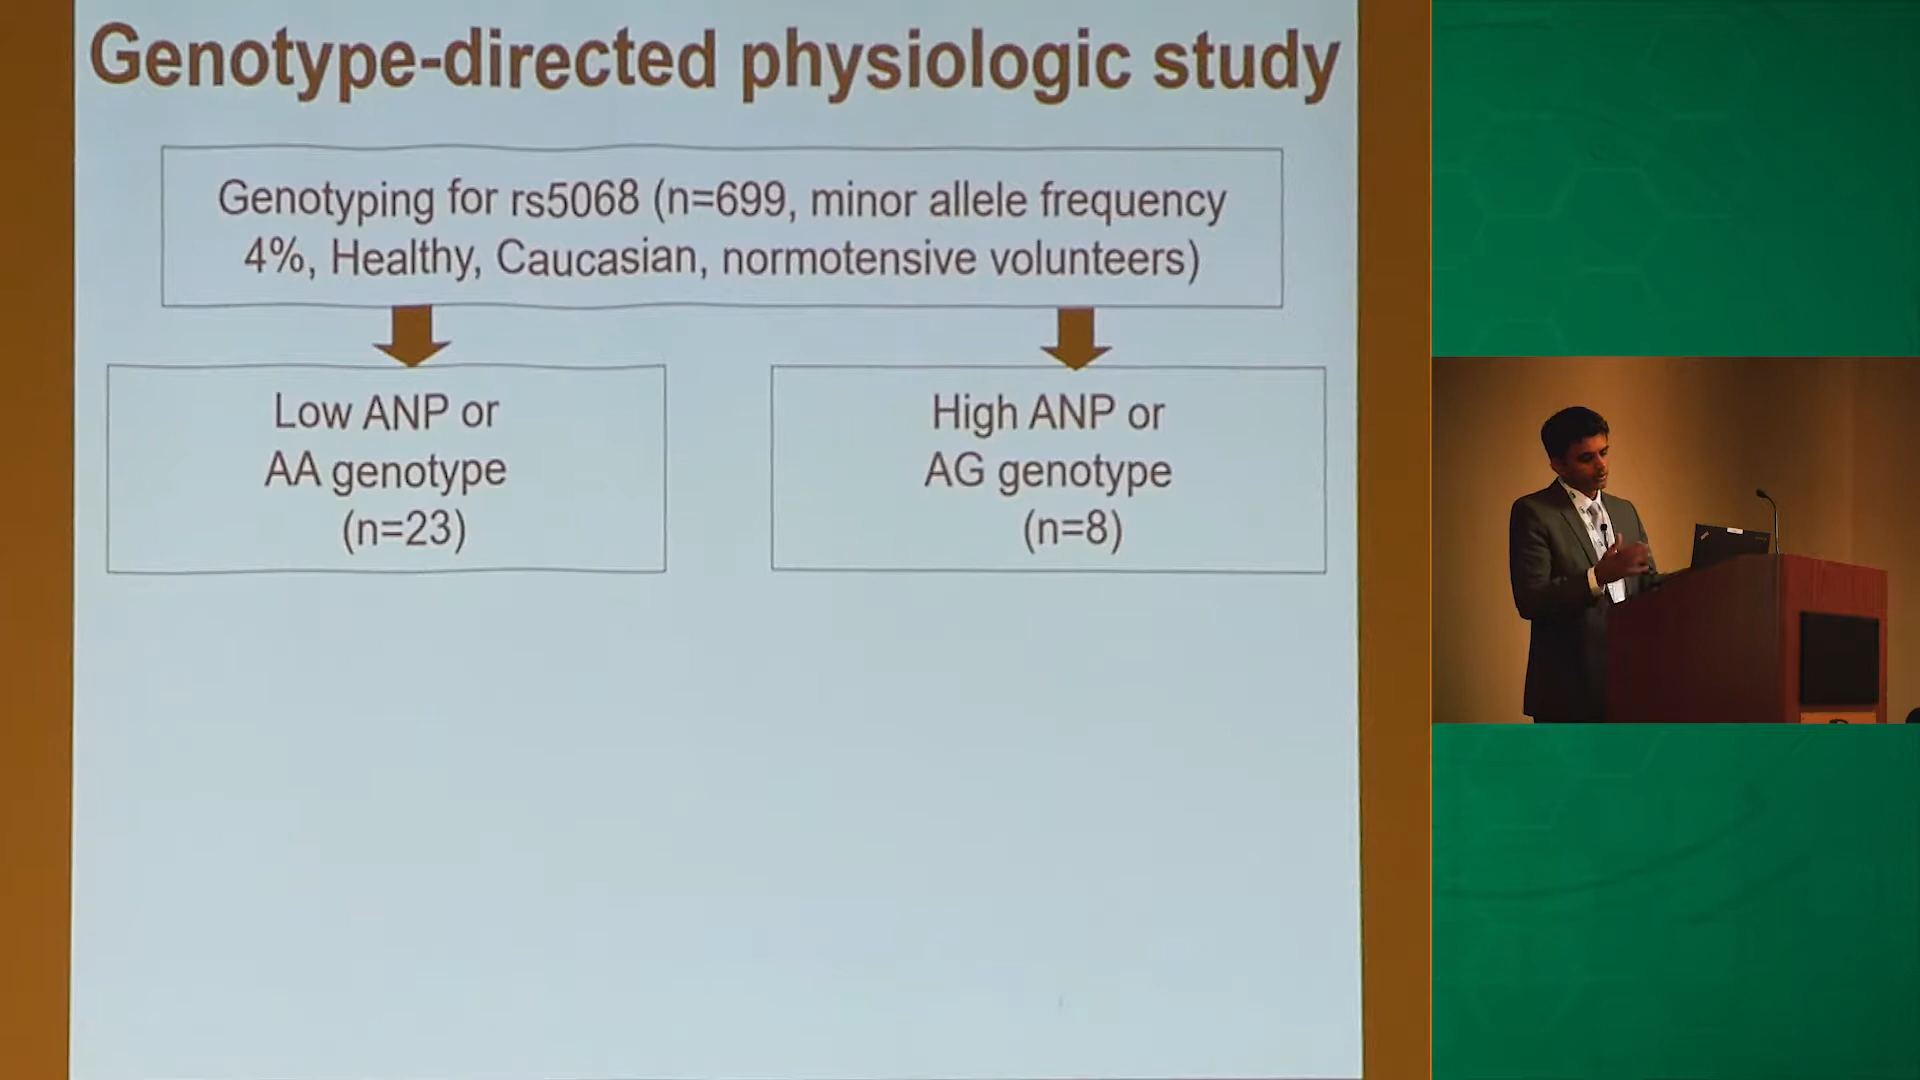 Genotype-directed physiologic study
Genotyping for rs5068 (n=699, minor allele frequency
4%, Healthy, Caucasian, normotensive volunteers)
Low ANP or
AA genotype
(n=23)
High ANP or
AG genotype
(n=8)